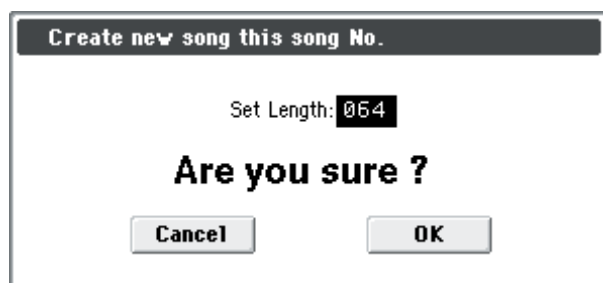 Create new song this song No.
Set Length: 064
Are you sure ?
Cancel OK